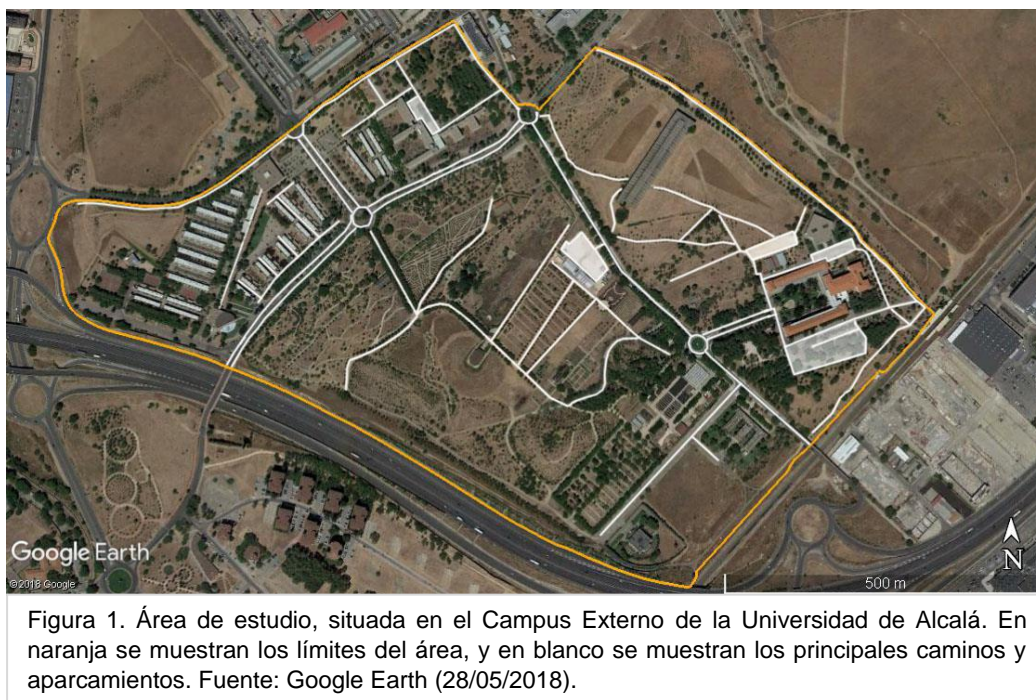 Google Earth
©2018 Google
N
500 m
Figura 1. Área de estudio, situada en el Campus Externo de la Universidad de Alcalá. En
naranja se muestran los límites del área, y en blanco se muestran los principales caminos y
aparcamientos. Fuente: Google Earth (28/05/2018).